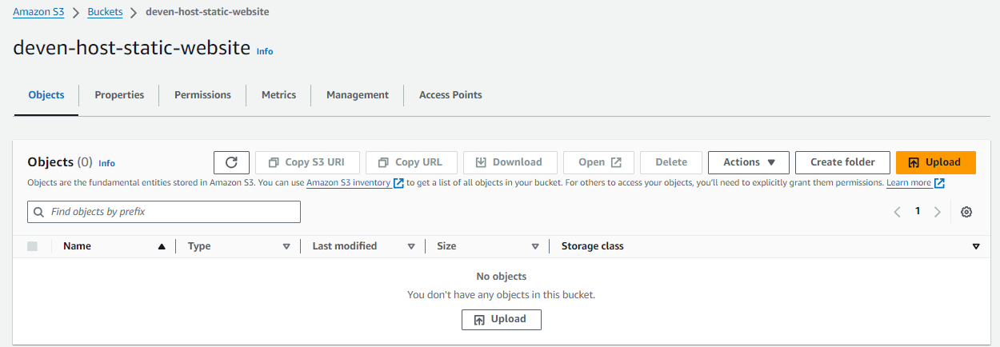 Amazon S3 > Buckets > deven-host-static-website
deven-host-static-website Info
Objects Properties Permissions Metrics Management Access Points
Objects (0) Info Copy S3 URI Copy URL Download Open Delete Actions Create folder Upload
Objects are the fundamental entities stored in Amazon S3. You can use Amazon S3 inventory to get a list of all objects in your bucket. For others to access your objects, you'll need to explicitly grant them permissions. Learn more
Find objects by prefix 1
Name Type Last modified Size Storage class
No objects
You don't have any objects in this bucket.
Upload